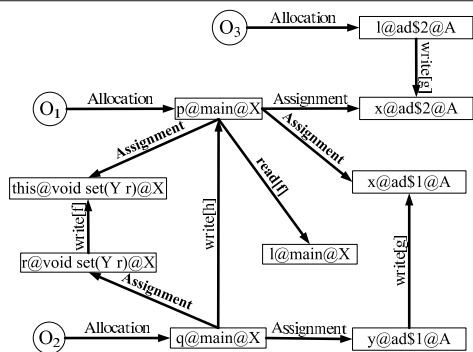 O3 Allocation l@ad$2@A
write[g]
O1 Allocation p@main@X Assignment x@ad$2@A
Assignment Assignment
this@void set(Y r)@X write[f] write[h] read[f] x@ad$1@A
r@void set(Y r)@X l@main@X write[g]
Assignment
O2 Allocation q@main@X Assignment y@ad$1@A